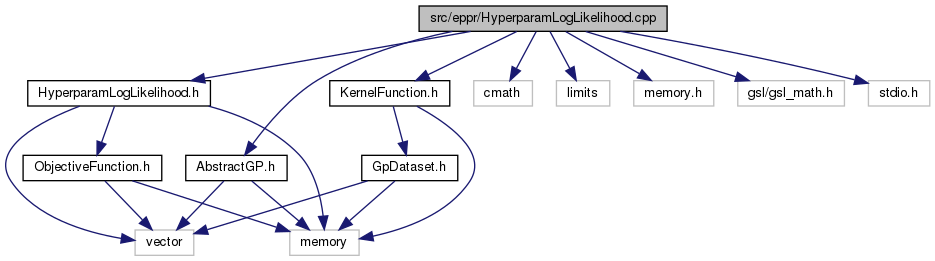 src/eppr/HyperparamLogLikelihood.cpp
HyperparamLogLikelihood.h
KernelFunction.h
cmath
limits
memory.h
gsl/gsl_math.h
stdio.h
ObjectiveFunction.h
AbstractGP.h
GpDataset.h
vector
memory